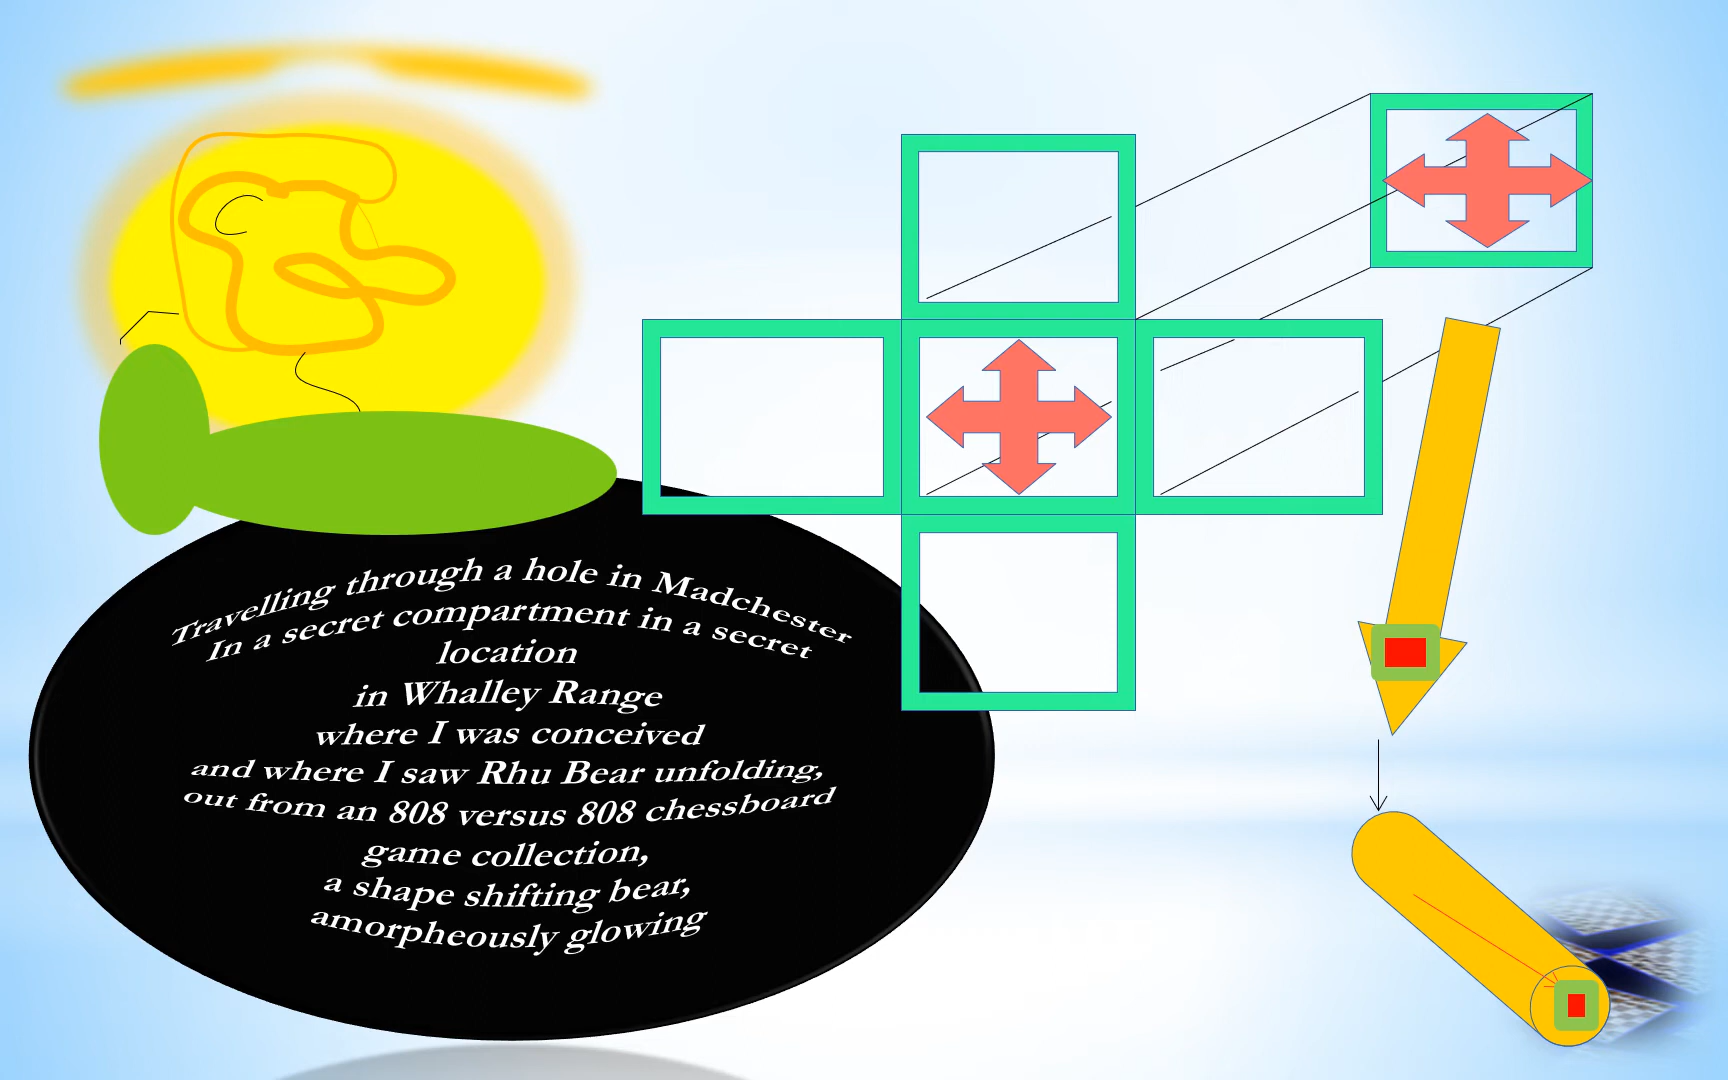 Travelling through a hole in Madchester
In a secret compartment in a secret
location
in Whalley Range
where I was conceived
and where I saw Rhu Bear unfolding,
out from an 808 versus 808 chessboard
game collection,
a shape shifting bear,
amorpheously glowing